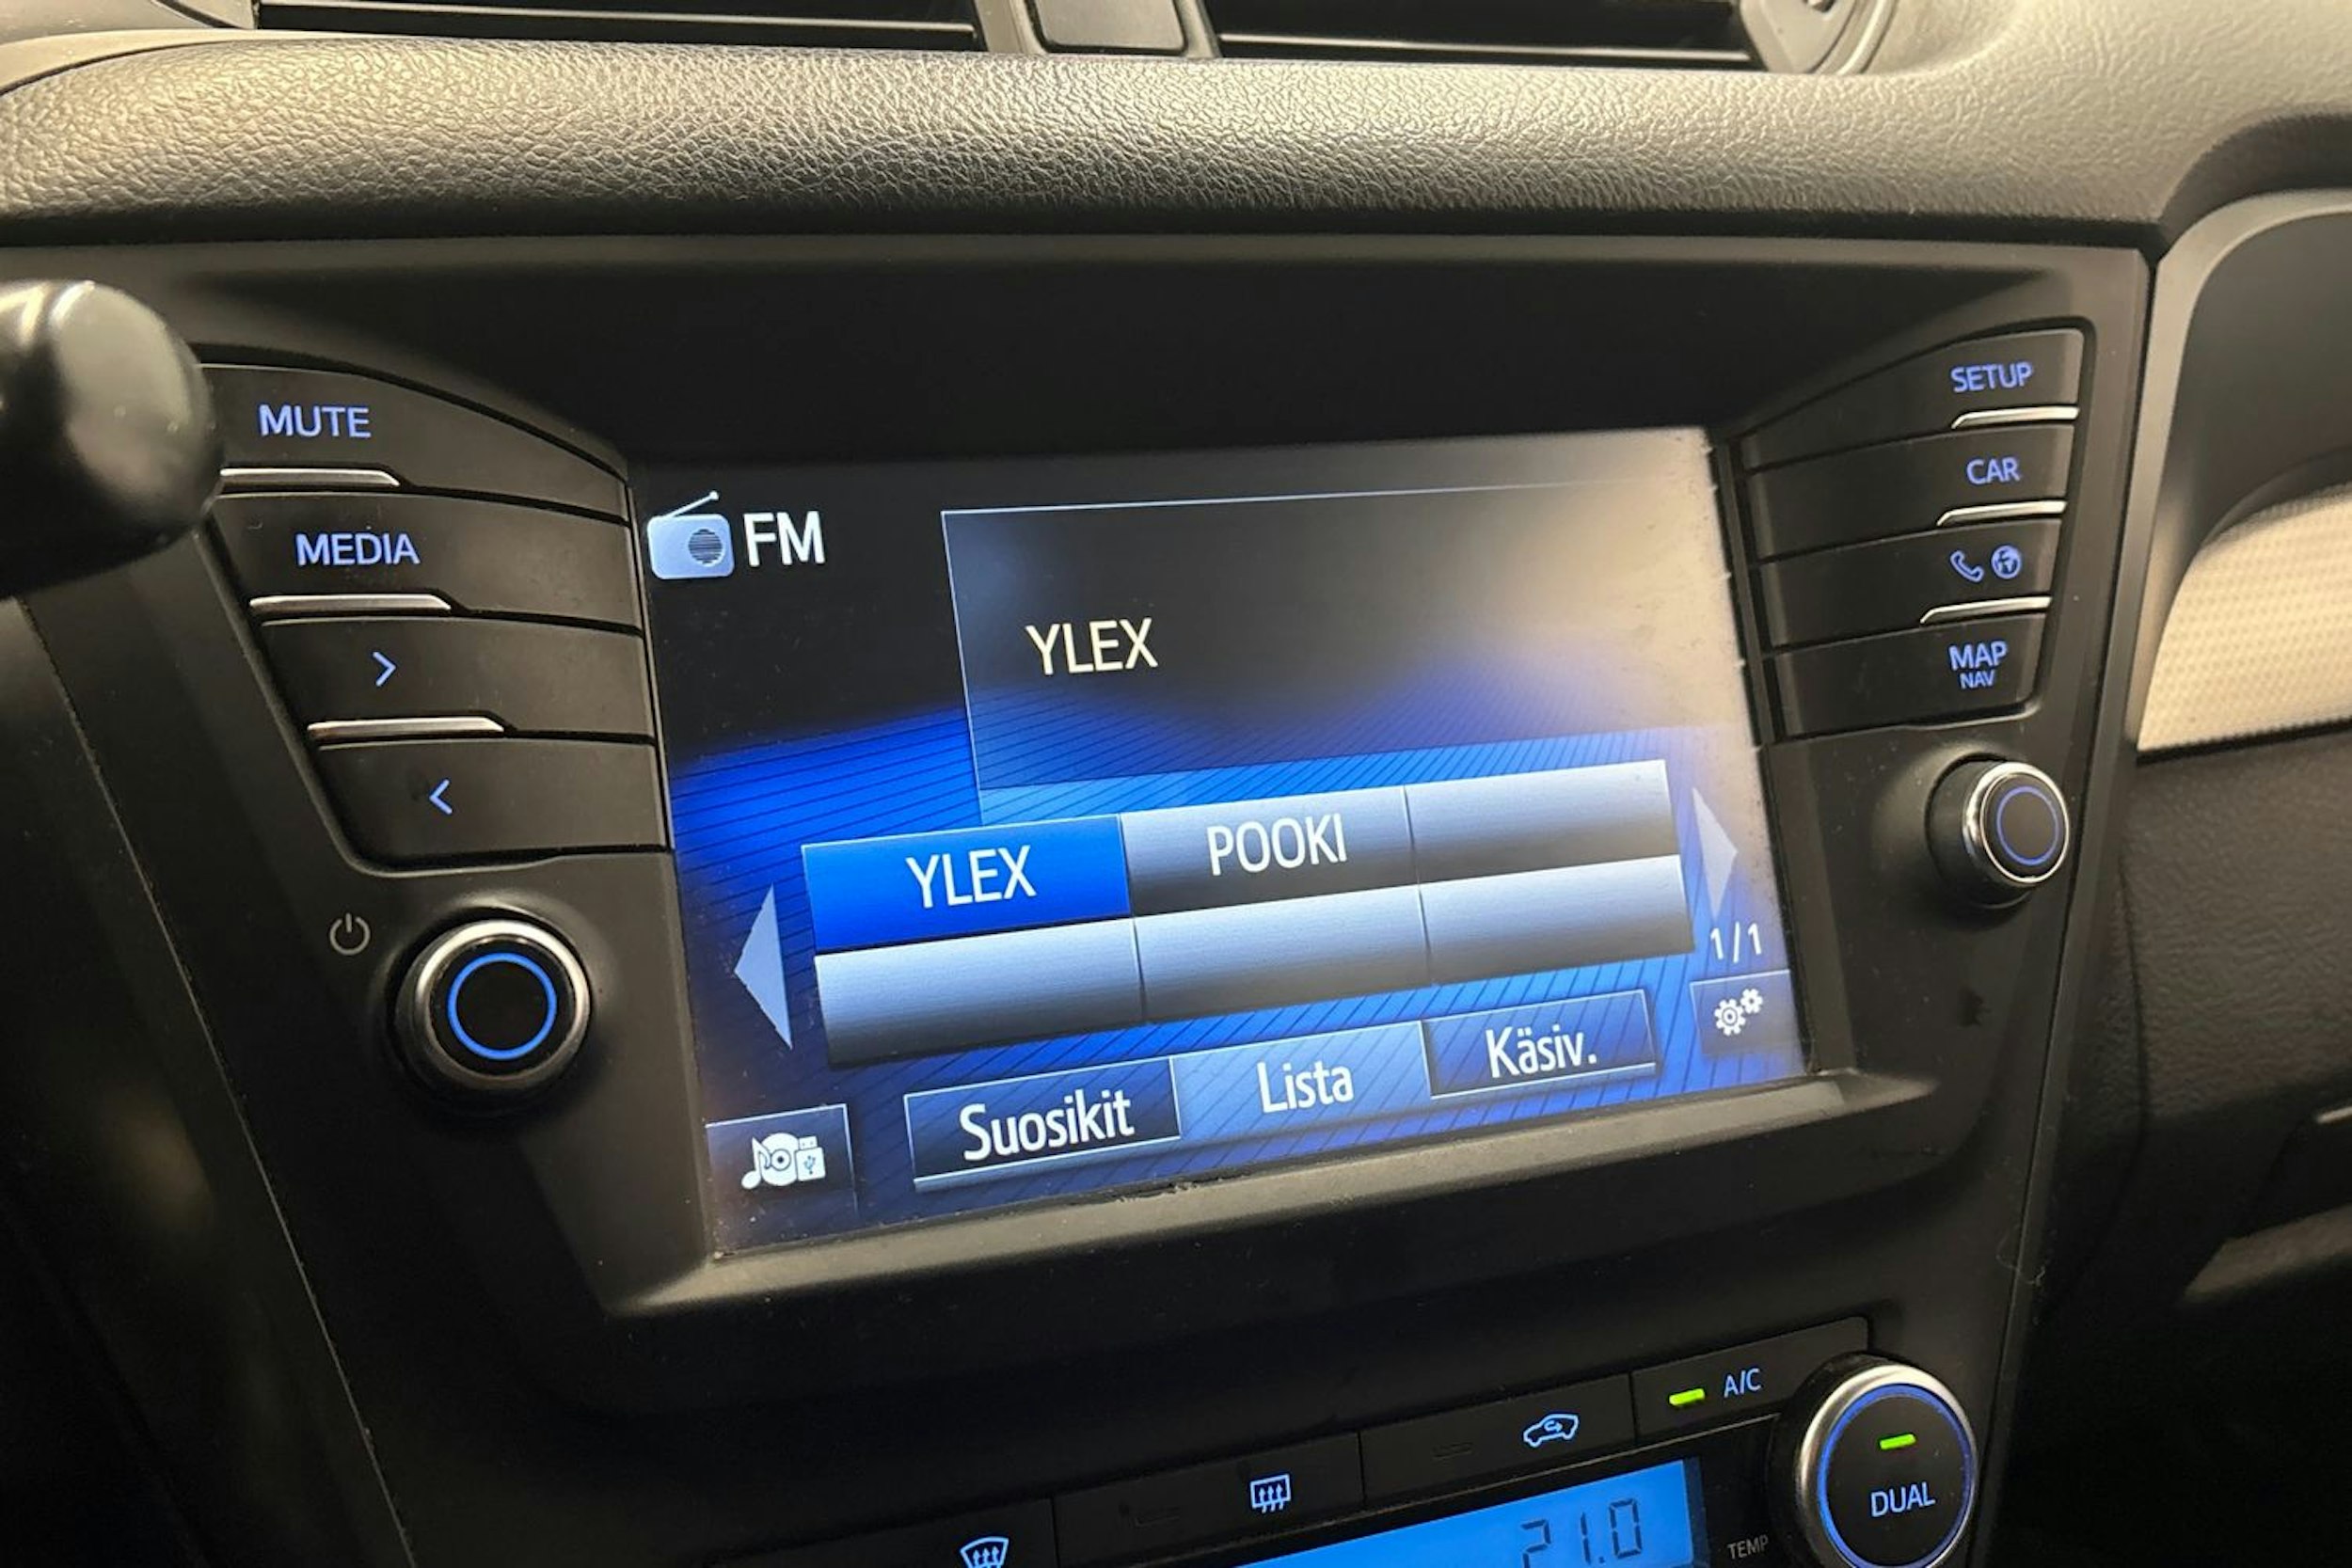 MUTE
MEDIA
FM
YLEX
YLEX POOKI
1/1
Suosikit Lista Käsiv.
SETUP
CAR
MAP
NAV
A/C
DUAL
21.0
TEMP